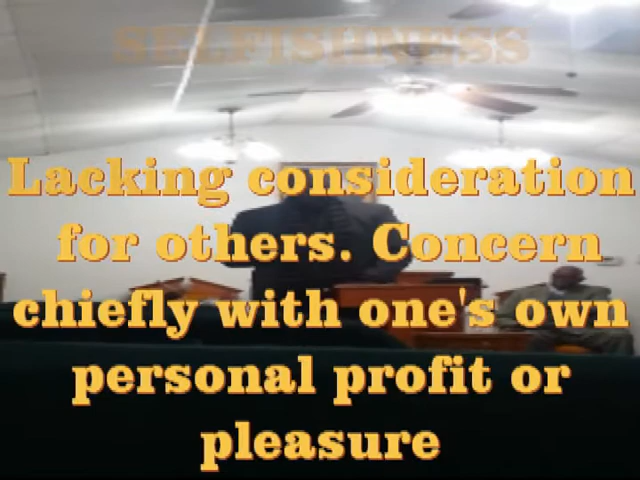 SELFISHNESS
Lacking consideration
for others. Concern
chiefly with one's own
personal profit or
pleasure